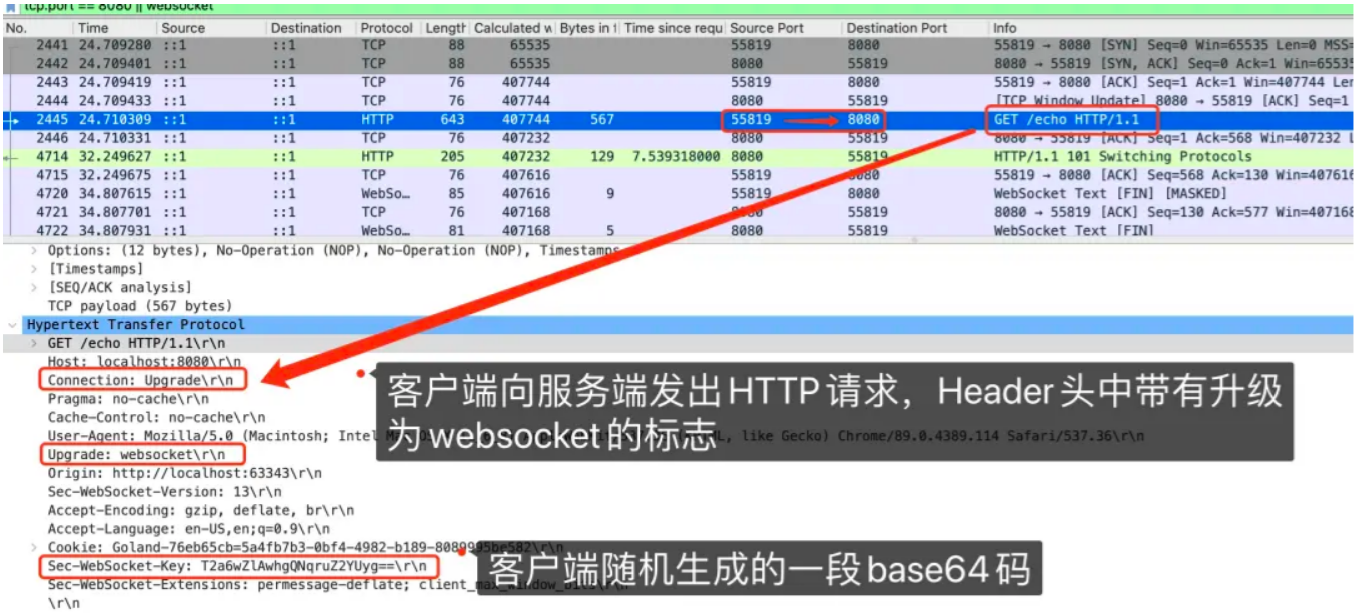 tcp.port == 8080 || websocket
No. Time Source Destination Protocol Length Calculated w Bytes in f Time since requ Source Port Destination Port Info
2441 24.709280 ::1 ::1 TCP 88 65535 55819 8080 55819 → 8080 [SYN] Seq=0 Win=65535 Len=0 MSS=
2442 24.709401 ::1 ::1 TCP 88 65535 8080 55819 8080 → 55819 [SYN, ACK] Seq=0 Ack=1 Win=65535
2443 24.709419 ::1 ::1 TCP 76 407744 55819 8080 55819 → 8080 [ACK] Seq=1 Ack=1 Win=407744 Len
2444 24.709433 ::1 ::1 TCP 76 407744 8080 55819 [TCP Window Update] 8080 → 55819 [ACK] Seq=1
2445 24.710309 ::1 ::1 HTTP 643 407744 567 55819 8080 GET /echo HTTP/1.1
2446 24.710331 ::1 ::1 TCP 76 407232 8080 55819 8080 → 55819 [ACK] Seq=1 Ack=568 Win=407232 L
4714 32.249627 ::1 ::1 HTTP 205 407232 129 7.539318000 8080 55819 HTTP/1.1 101 Switching Protocols
4715 32.249675 ::1 ::1 TCP 76 407616 55819 8080 55819 → 8080 [ACK] Seq=568 Ack=130 Win=407616
4720 34.807615 ::1 ::1 WebSo… 85 407616 9 55819 8080 WebSocket Text [FIN] [MASKED]
4721 34.807701 ::1 ::1 TCP 76 407168 8080 55819 8080 → 55819 [ACK] Seq=130 Ack=577 Win=407168
4722 34.807931 ::1 ::1 WebSo… 81 407168 5 8080 55819 WebSocket Text [FIN]
Options: (12 bytes), No-Operation (NOP), No-Operation (NOP), Timestamps
[Timestamps]
[SEQ/ACK analysis]
TCP payload (567 bytes)
Hypertext Transfer Protocol
GET /echo HTTP/1.1\r\n
Host: localhost:8080\r\n
Connection: Upgrade\r\n
Pragma: no-cache\r\n
Cache-Control: no-cache\r\n
User-Agent: Mozilla/5.0 (Macintosh; Intel like Gecko) Chrome/89.0.4389.114 Safari/537.36\r\n
Upgrade: websocket\r\n
客户端向服务端发出HTTP请求，Header头中带有升级
为websocket的标志
Origin: http://localhost:63343\r\n
Sec-WebSocket-Version: 13\r\n
Accept-Encoding: gzip, deflate, br\r\n
Accept-Language: en-US,en;q=0.9\r\n
Cookie: Goland-76eb65cb=5a4fb7b3-0bf4-4982-b189-8089995be582\r\n
Sec-WebSocket-Key: T2a6wZlAwhgQNqruZ2YUyg==\r\n
客户端随机生成的一段base64码
Sec-WebSocket-Extensions: permessage-deflate; client_max_window_bits\r\n
\r\n